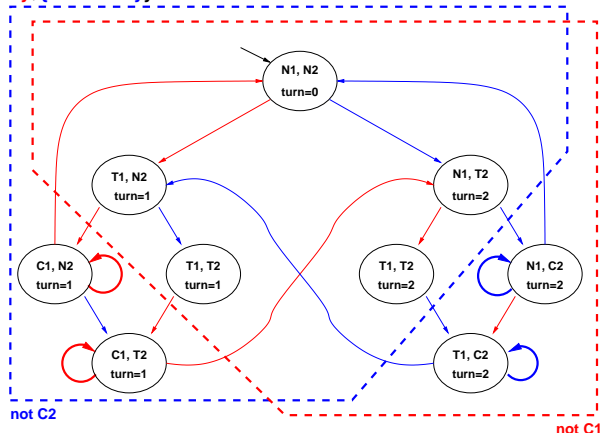 N1, N2
turn=0
T1, N2
turn=1
N1, T2
turn=2
C1, N2
turn=1
T1, T2
turn=1
T1, T2
turn=2
N1, C2
turn=2
C1, T2
turn=1
T1, C2
turn=2
not C2
not C1